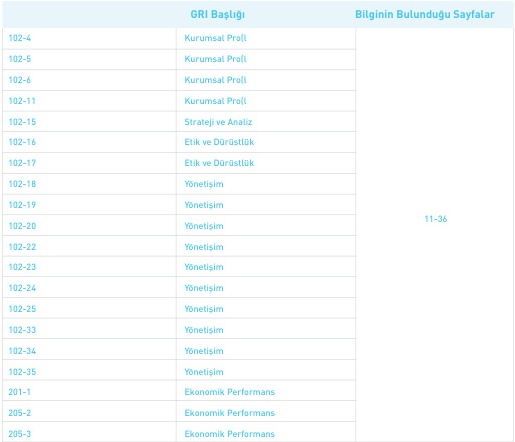 GRI Başlığı Bilginin Bulunduğu Sayfalar
102-4 Kurumsal Pro(l
102-5 Kurumsal Pro(l
102-6 Kurumsal Pro(l
102-11 Kurumsal Pro(l
102-15 Strateji ve Analiz
102-16 Etik ve Dürüstlük
102-17 Etik ve Dürüstlük
102-18 Yönetişim
102-19 Yönetişim
102-20 Yönetişim
11-36
102-22 Yönetişim
102-23 Yönetişim
102-24 Yönetişim
102-25 Yönetişim
102-33 Yönetişim
102-34 Yönetişim
102-35 Yönetişim
201-1 Ekonomik Performans
205-2 Ekonomik Performans
205-3 Ekonomik Performans